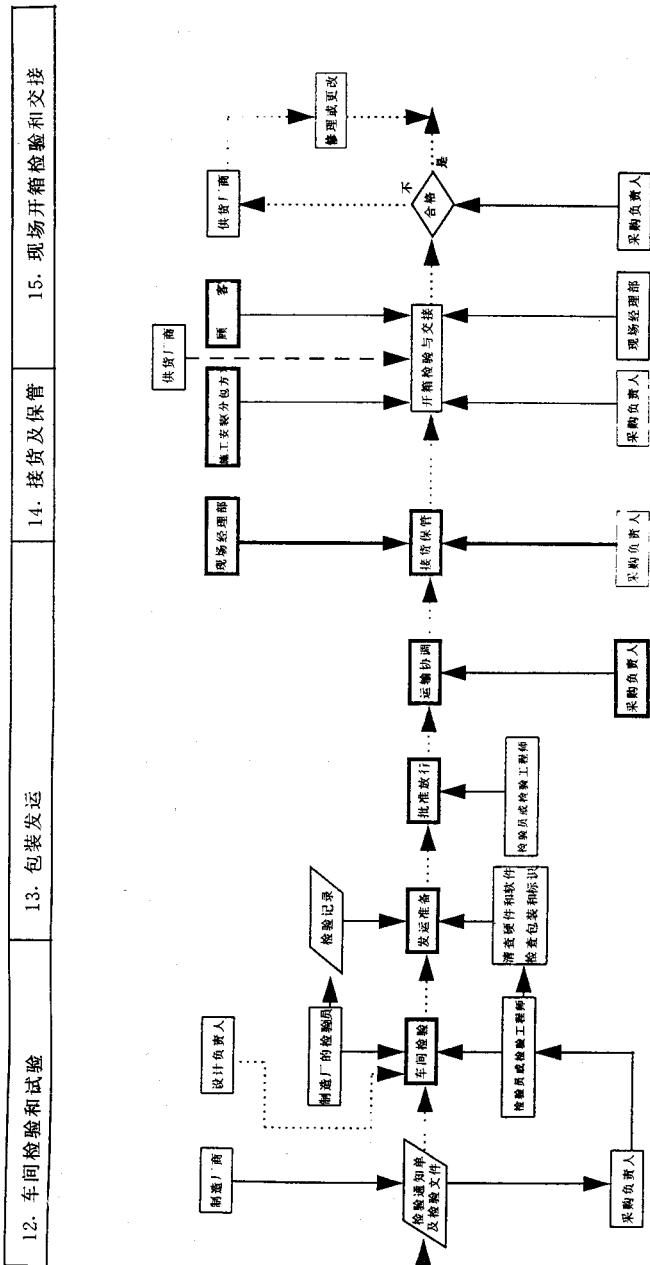 12. 车间检验和试验
13. 包装发运
14. 接货及保管
15. 现场开箱检验和交接
制造厂商
检验通知单
及检验文件
采购负责人
设计负责人
制造厂的检验员
检验记录
车间检验
检验员或检验工程师
发运准备
清查硬件和软件
检查包装和标识
批准放行
检验员或检验工程师
运输协调
采购负责人
现场经理部
接货保管
采购负责人
供货厂商
施工安装分包方
顾 客
开箱检验与交接
采购负责人
现场经理部
供货厂商
修理或更改
不
合格
是
采购负责人